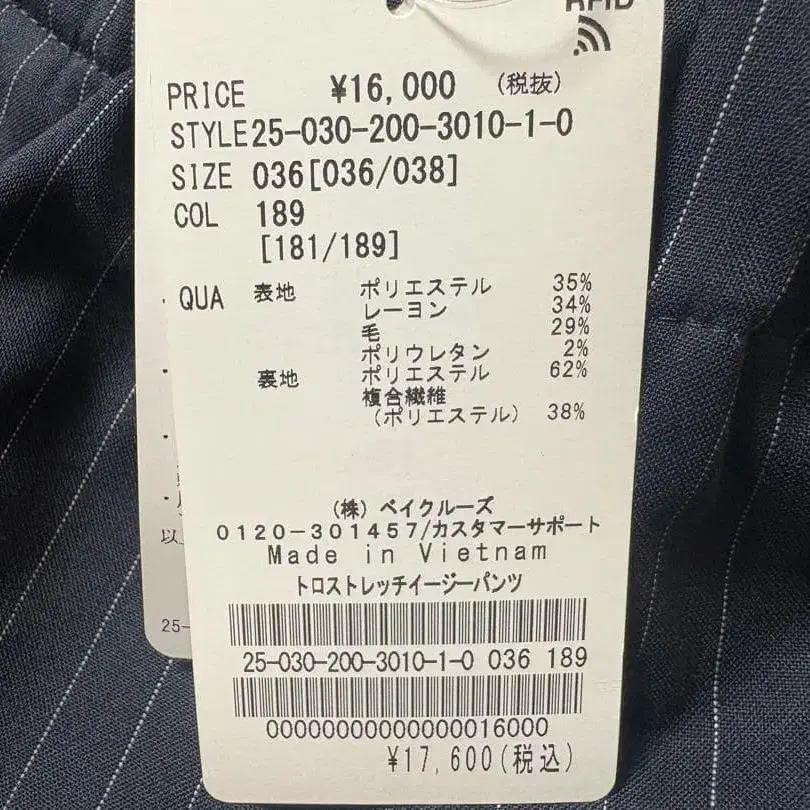 RFID
PRICE ¥16,000 (税抜)
STYLE25-030-200-3010-1-0
SIZE 036[036/038]
COL 189
[181/189]
QUA 表地 ポリエステル 35%
レーヨン 34%
毛 29%
ポリウレタン 2%
裏地 ポリエステル 62%
複合繊維
(ポリエステル) 38%
(株)ベイクルーズ
0120-301457/カスタマーサポート
Made in Vietnam
トロストレッチイージーパンツ
25-030-200-3010-1-0 036 189
00000000000000016000
¥17,600(税込)
以
25-